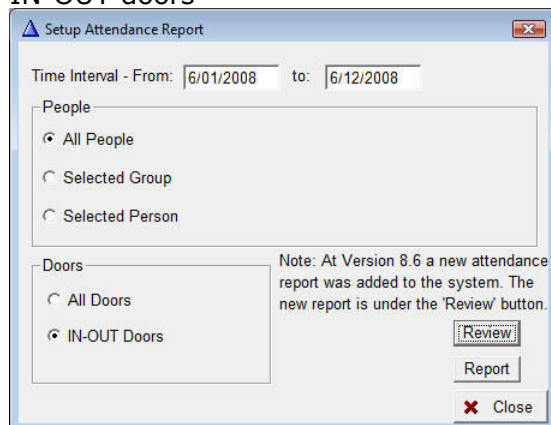 IN-OUT doors
Setup Attendance Report
Time Interval - From: 6/01/2008 to: 6/12/2008
People
All People
Selected Group
Selected Person
Doors
All Doors
IN-OUT Doors
Note: At Version 8.6 a new attendance
report was added to the system. The
new report is under the 'Review' button.
Review
Report
Close